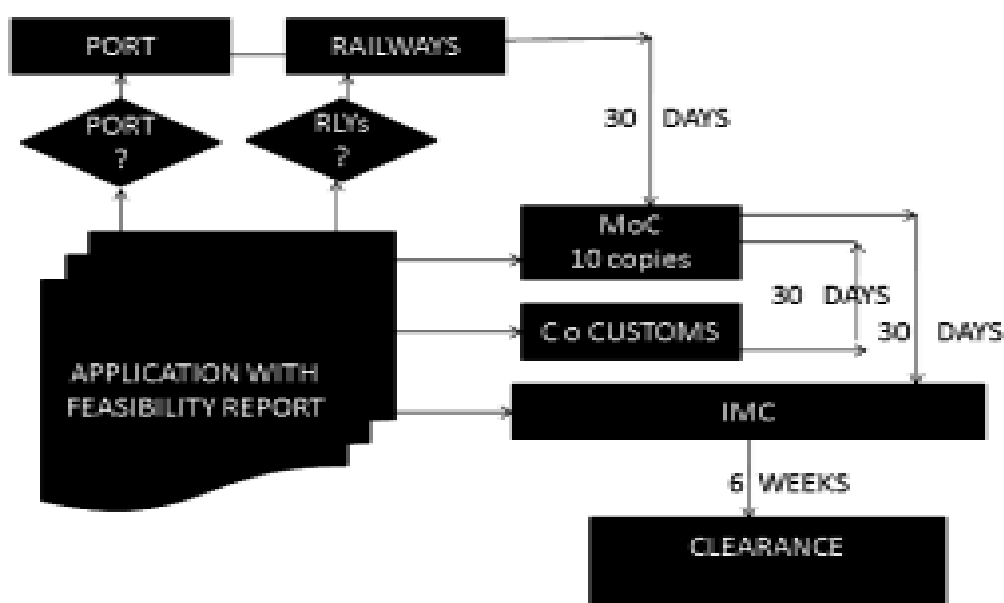 PORT
RAILWAYS
PORT
?
RLYs
?
30 DAYS
MoC
10 copies
30 DAYS
C o CUSTOMS
30 DAYS
APPLICATION WITH
FEASIBILITY REPORT
IMC
6 WEEKS
CLEARANCE